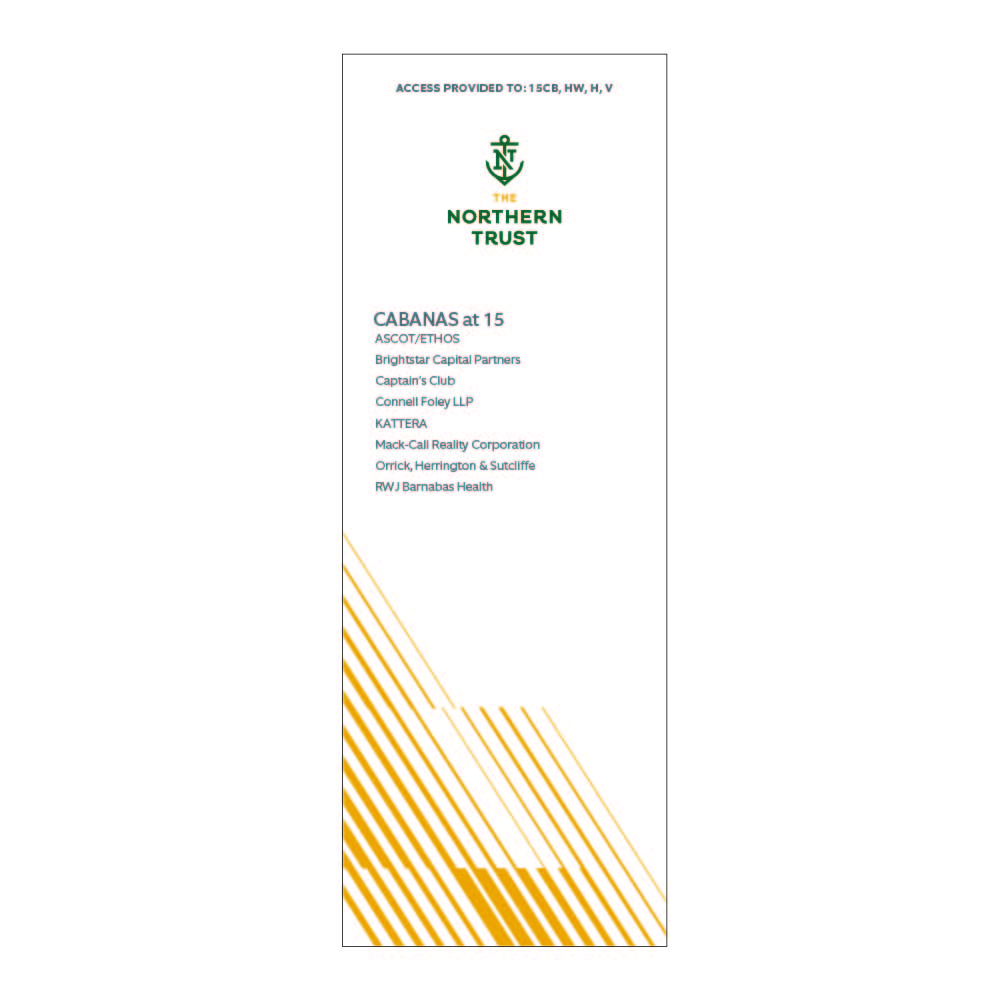 ACCESS PROVIDED TO: 15CB, HW, H, V
N
THE
NORTHERN
TRUST
CABANAS at 15
ASCOT/ETHOS
Brightstar Capital Partners
Captain's Club
Connell Foley LLP
KATTERA
Mack-Cali Reality Corporation
Orrick, Herrington & Sutcliffe
RWJ Barnabas Health